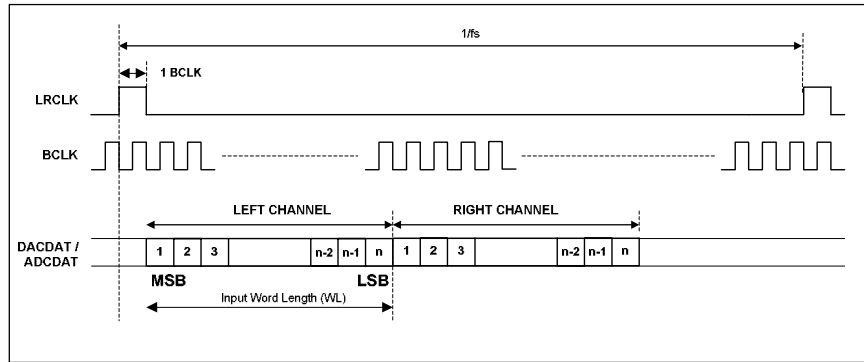 1/fs
1 BCLK
LRCLK
BCLK
LEFT CHANNEL RIGHT CHANNEL
DACDAT / ADCDAT
1 2 3 n-2 n-1 n 1 2 3 n-2 n-1 n
MSB LSB
Input Word Length (WL)